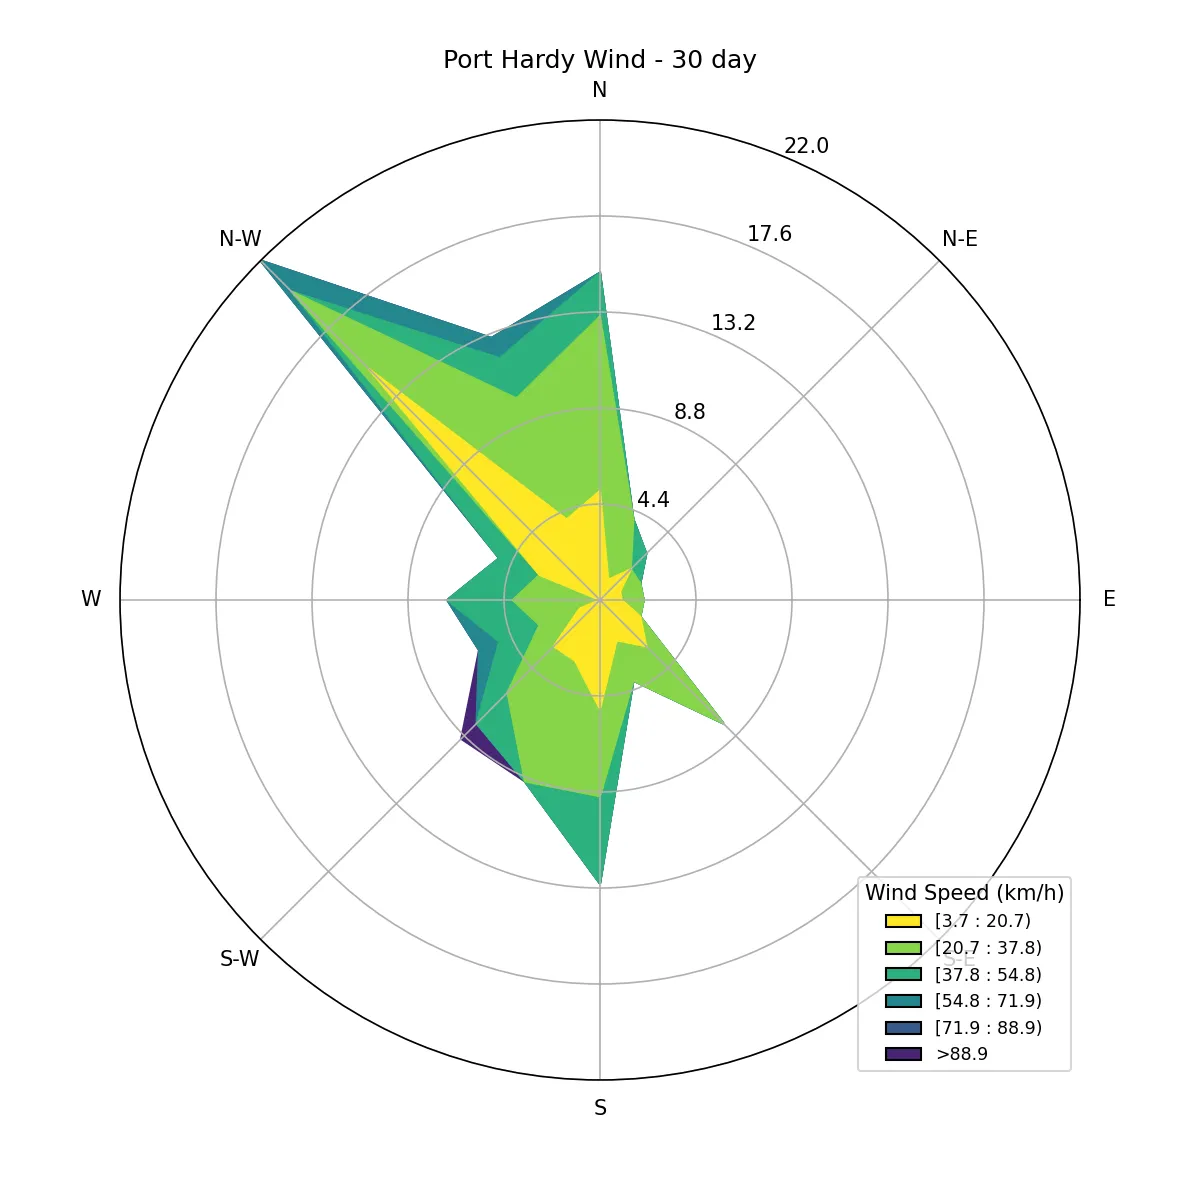 Port Hardy Wind - 30 day
N
22.0
17.6
N-W
N-E
13.2
8.8
4.4
W
E
Wind Speed (km/h)
[3.7 : 20.7)
[20.7 : 37.8)
S-W
S-E
[37.8 : 54.8)
[54.8 : 71.9)
[71.9 : 88.9)
>88.9
S